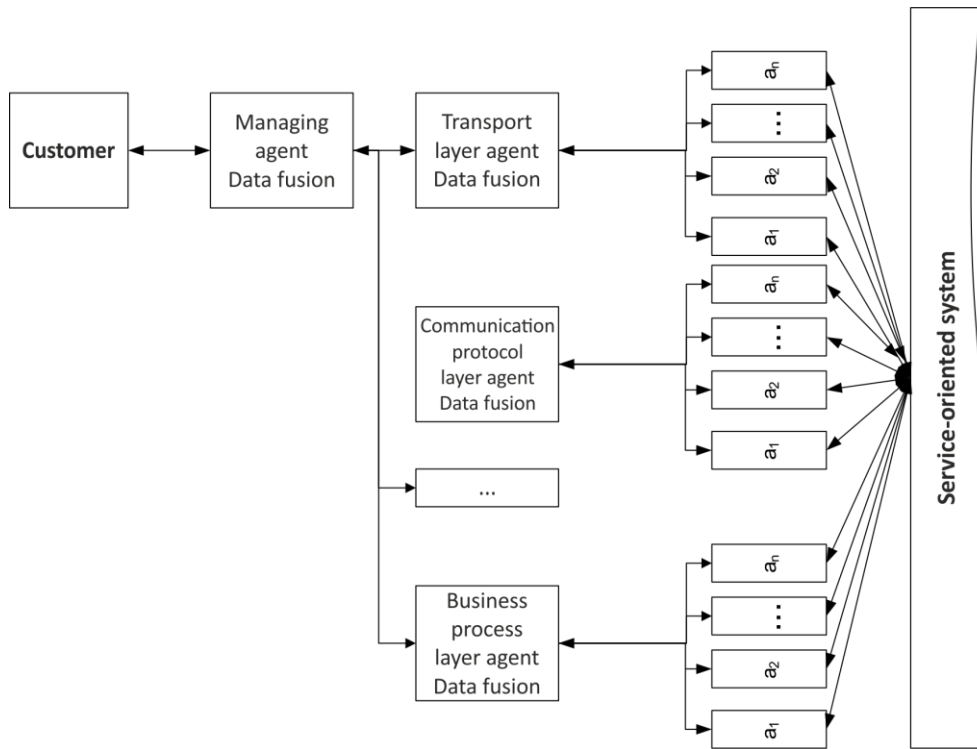 Customer
Managing
agent
Data fusion
Transport
layer agent
Data fusion
aₙ
...
a₂
a₁
Communication
protocol
layer agent
Data fusion
aₙ
...
a₂
a₁
...
Business
process
layer agent
Data fusion
aₙ
...
a₂
a₁
Service-oriented system